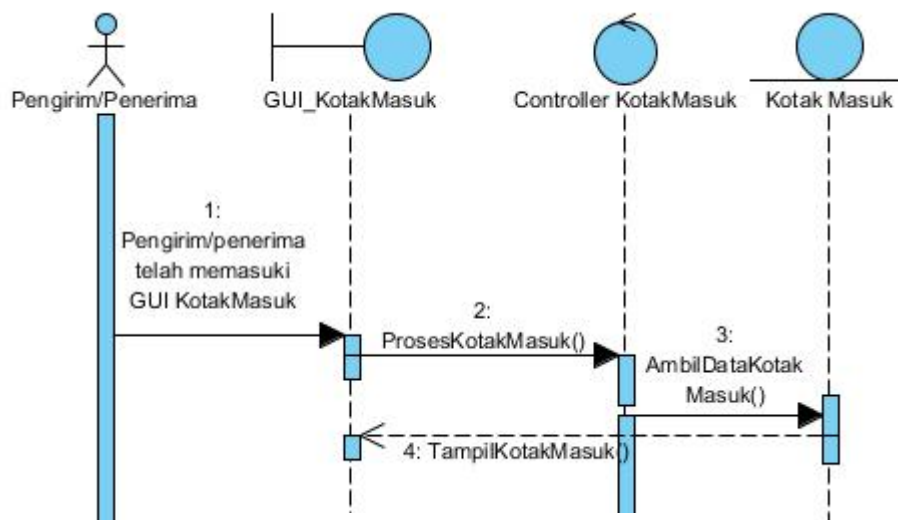 Pengirim/Penerima
GUI_KotakMasuk
Controller KotakMasuk
Kotak Masuk
1:
Pengirim/penerima
telah memasuki
GUI KotakMasuk
2:
ProsesKotakMasuk()
3:
AmbilDataKotak
Masuk()
4: TampilKotakMasuk()